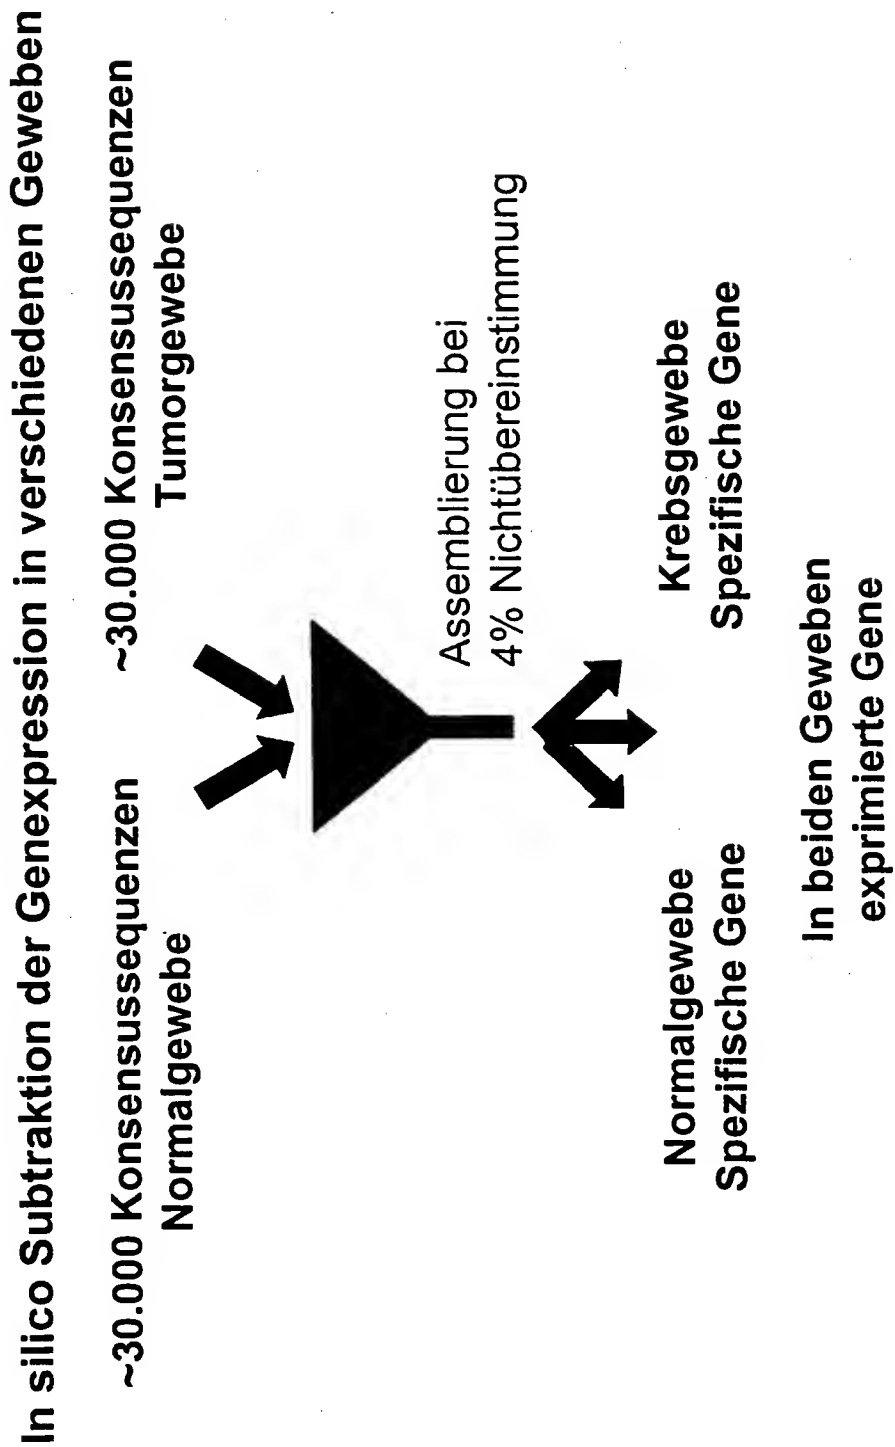 In silico Subtraktion der Genexpression in verschiedenen Geweben
~30.000 Konsensussequenzen
Normalgewebe
~30.000 Konsensussequenzen
Tumorgewebe
Assemblierung bei
4% Nichtübereinstimmung
Normalgewebe
Spezifische Gene
In beiden Geweben
exprimierte Gene
Krebsgewebe
Spezifische Gene